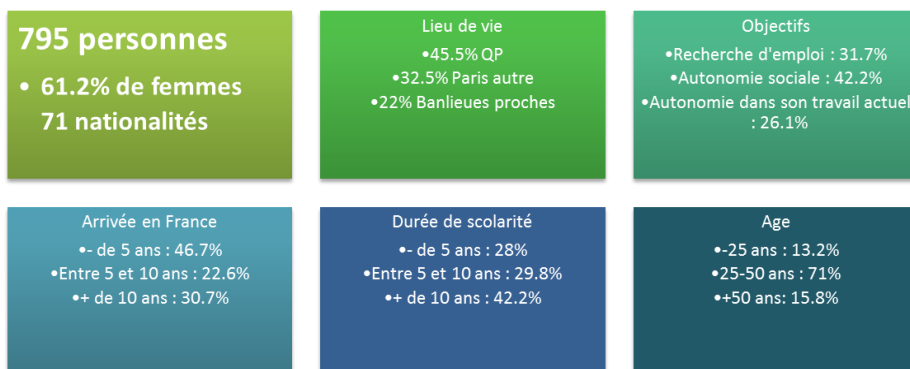 795 personnes
• 61.2% de femmes
71 nationalités
Lieu de vie
•45.5% QP
•32.5% Paris autre
•22% Banlieues proches
Objectifs
•Recherche d'emploi : 31.7%
•Autonomie sociale : 42.2%
•Autonomie dans son travail actuel
: 26.1%
Arrivée en France
•- de 5 ans : 46.7%
•Entre 5 et 10 ans : 22.6%
•+ de 10 ans : 30.7%
Durée de scolarité
•- de 5 ans : 28%
•Entre 5 et 10 ans : 29.8%
•+ de 10 ans : 42.2%
Age
•-25 ans : 13.2%
•25-50 ans : 71%
•+50 ans: 15.8%